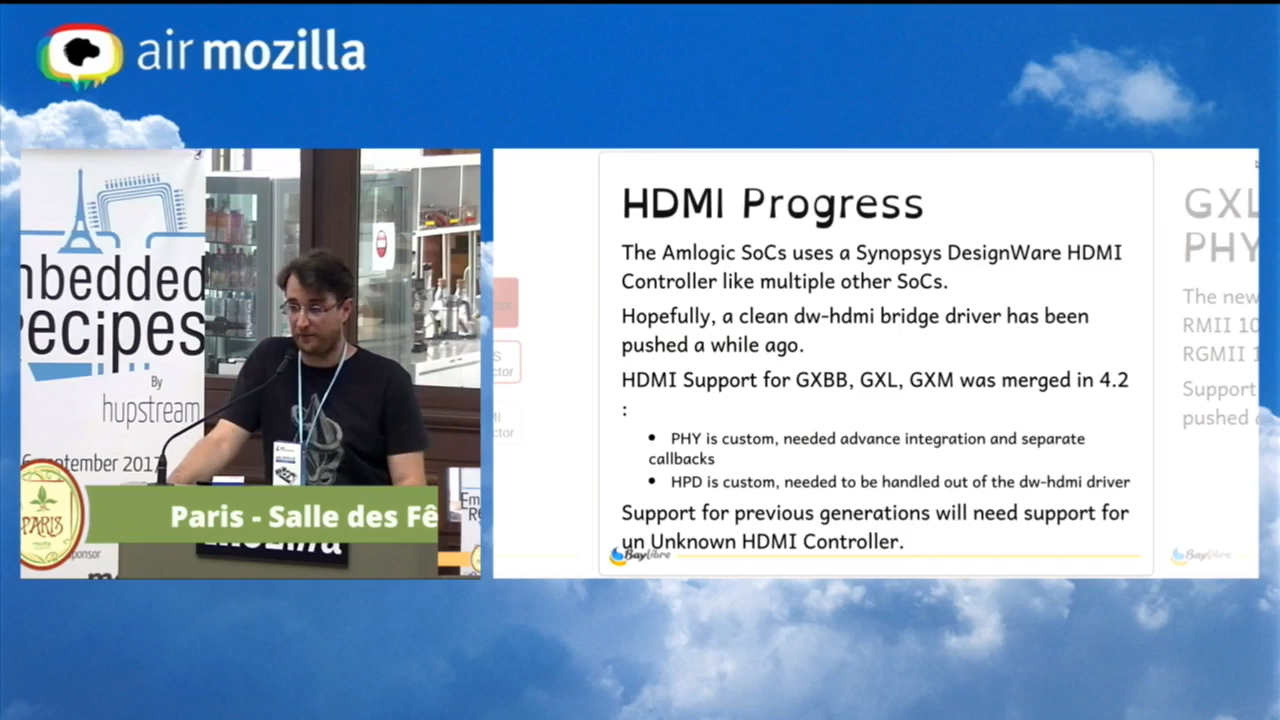 air mozilla
mbedded
ecipes
By
hupstream
September 2017
PARIS
mozilla
Paris - Salle des Fê
HDMI Progress
The Amlogic SoCs uses a Synopsys DesignWare HDMI
Controller like multiple other SoCs.
Hopefully, a clean dw-hdmi bridge driver has been
pushed a while ago.
HDMI Support for GXBB, GXL, GXM was merged in 4.2
:
• PHY is custom, needed advance integration and separate
callbacks
• HPD is custom, needed to be handled out of the dw-hdmi driver
Support for previous generations will need support for
un Unknown HDMI Controller.
BayLibre
GXL
PHY
The new
RMII 10
RGMII 1
Support
pushed
BayLibre